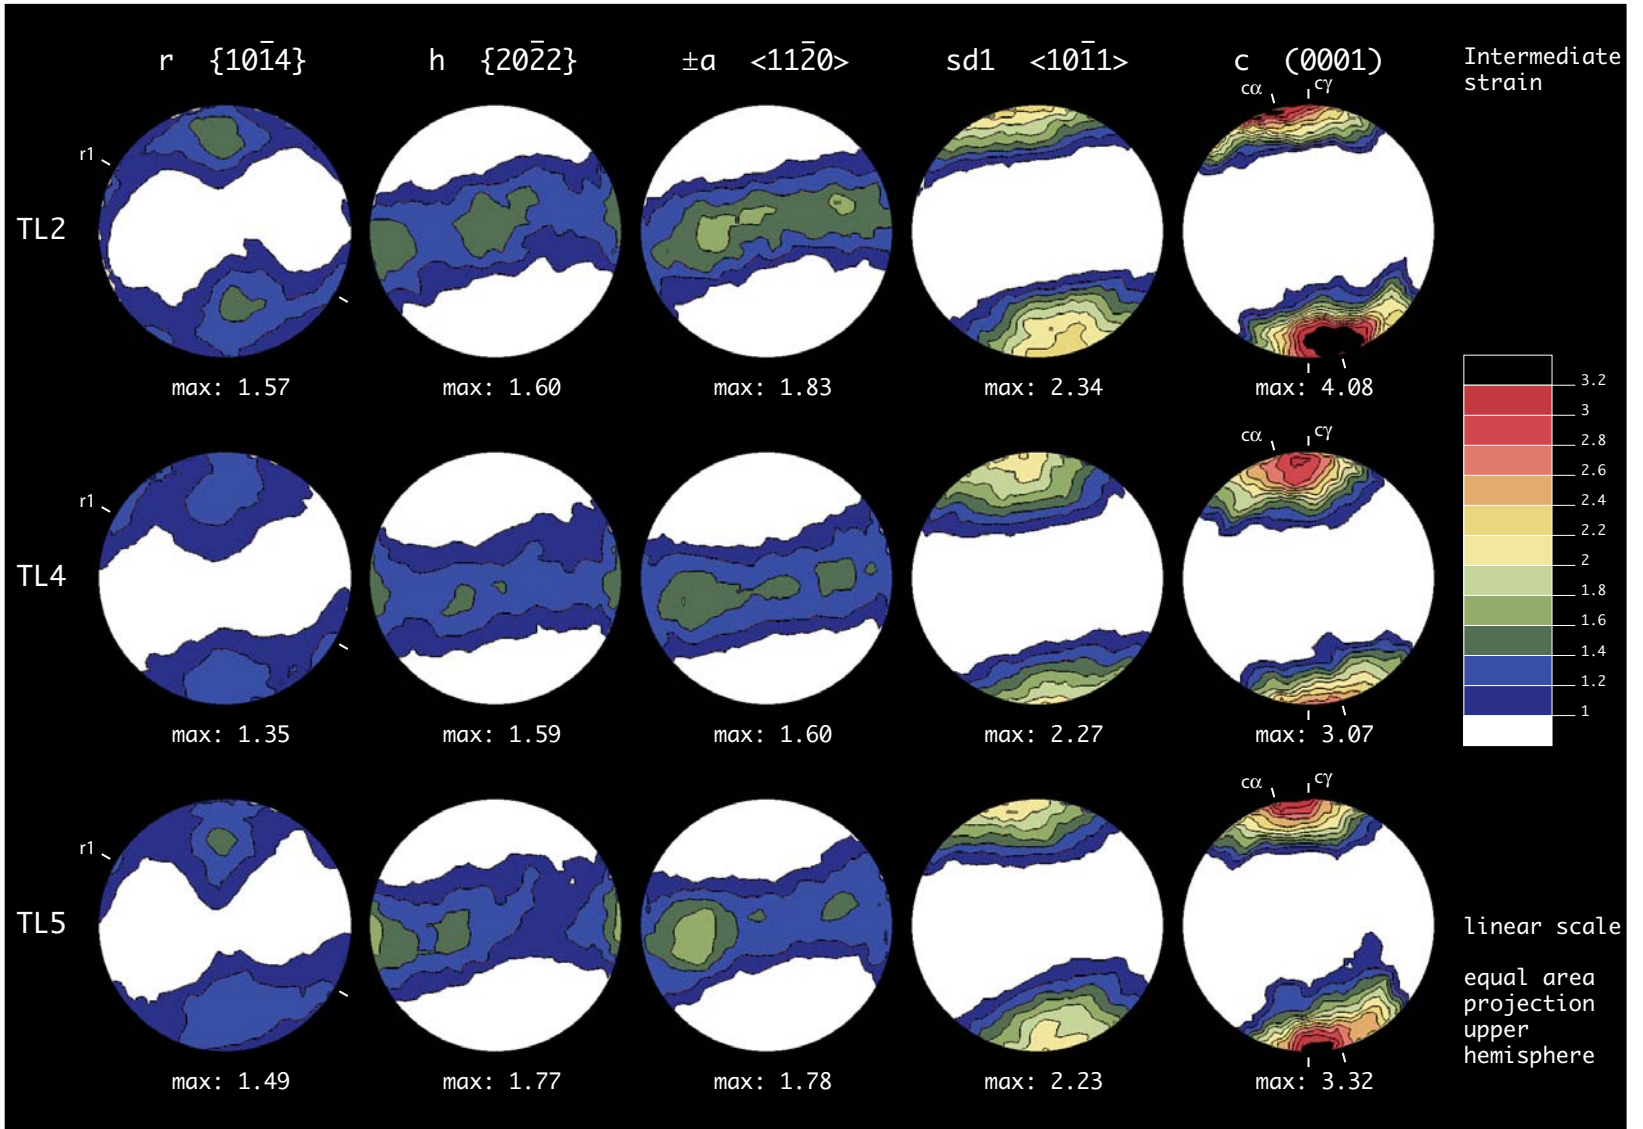 r {101̄4} h {202̄2} ±a <112̄0> sd1 <101̄1> c (0001) Intermediate
strain
cα cγ
r1
TL2
max: 1.57 max: 1.60 max: 1.83 max: 2.34 max: 4.08
3.2
3
2.8
2.6
2.4
2.2
2
1.8
1.6
1.4
1.2
1
cα cγ
r1
TL4
max: 1.35 max: 1.59 max: 1.60 max: 2.27 max: 3.07
cα cγ
r1
TL5
linear scale
equal area
projection
upper
hemisphere
max: 1.49 max: 1.77 max: 1.78 max: 2.23 max: 3.32